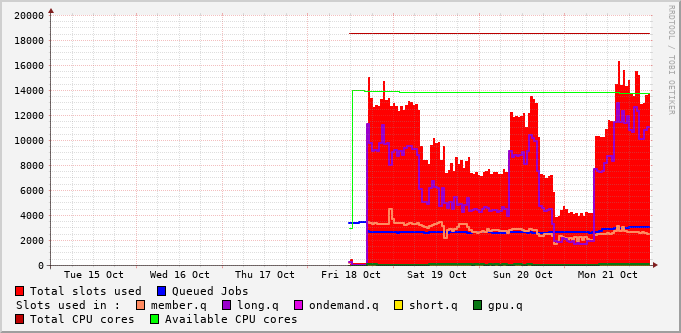 20000
18000
16000
14000
12000
10000
8000
6000
4000
2000
0
Tue 15 Oct Wed 16 Oct Thu 17 Oct Fri 18 Oct Sat 19 Oct Sun 20 Oct Mon 21 Oct
Total slots used Queued Jobs
Slots used in : member.q long.q ondemand.q short.q gpu.q
Total CPU cores Available CPU cores
RRDTOOL / TOBI OETIKER